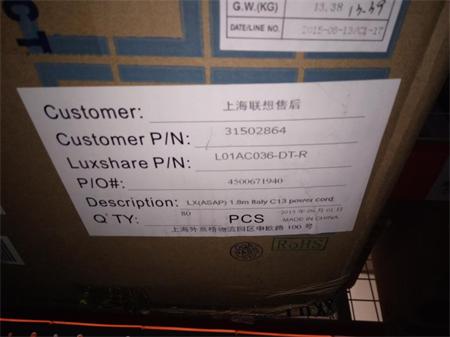 G.W.(KG) 13.38
DATE/LINE NO.
Customer: 上海联想售后
Customer P/N: 31502864
Luxshare P/N: L01AC036-DT-R
P/O#: 4500671940
Description: LX(ASAP) 1.8m Italy C13 power cord
Q'TY: 80 PCS
MADE IN CHINA
RoHS